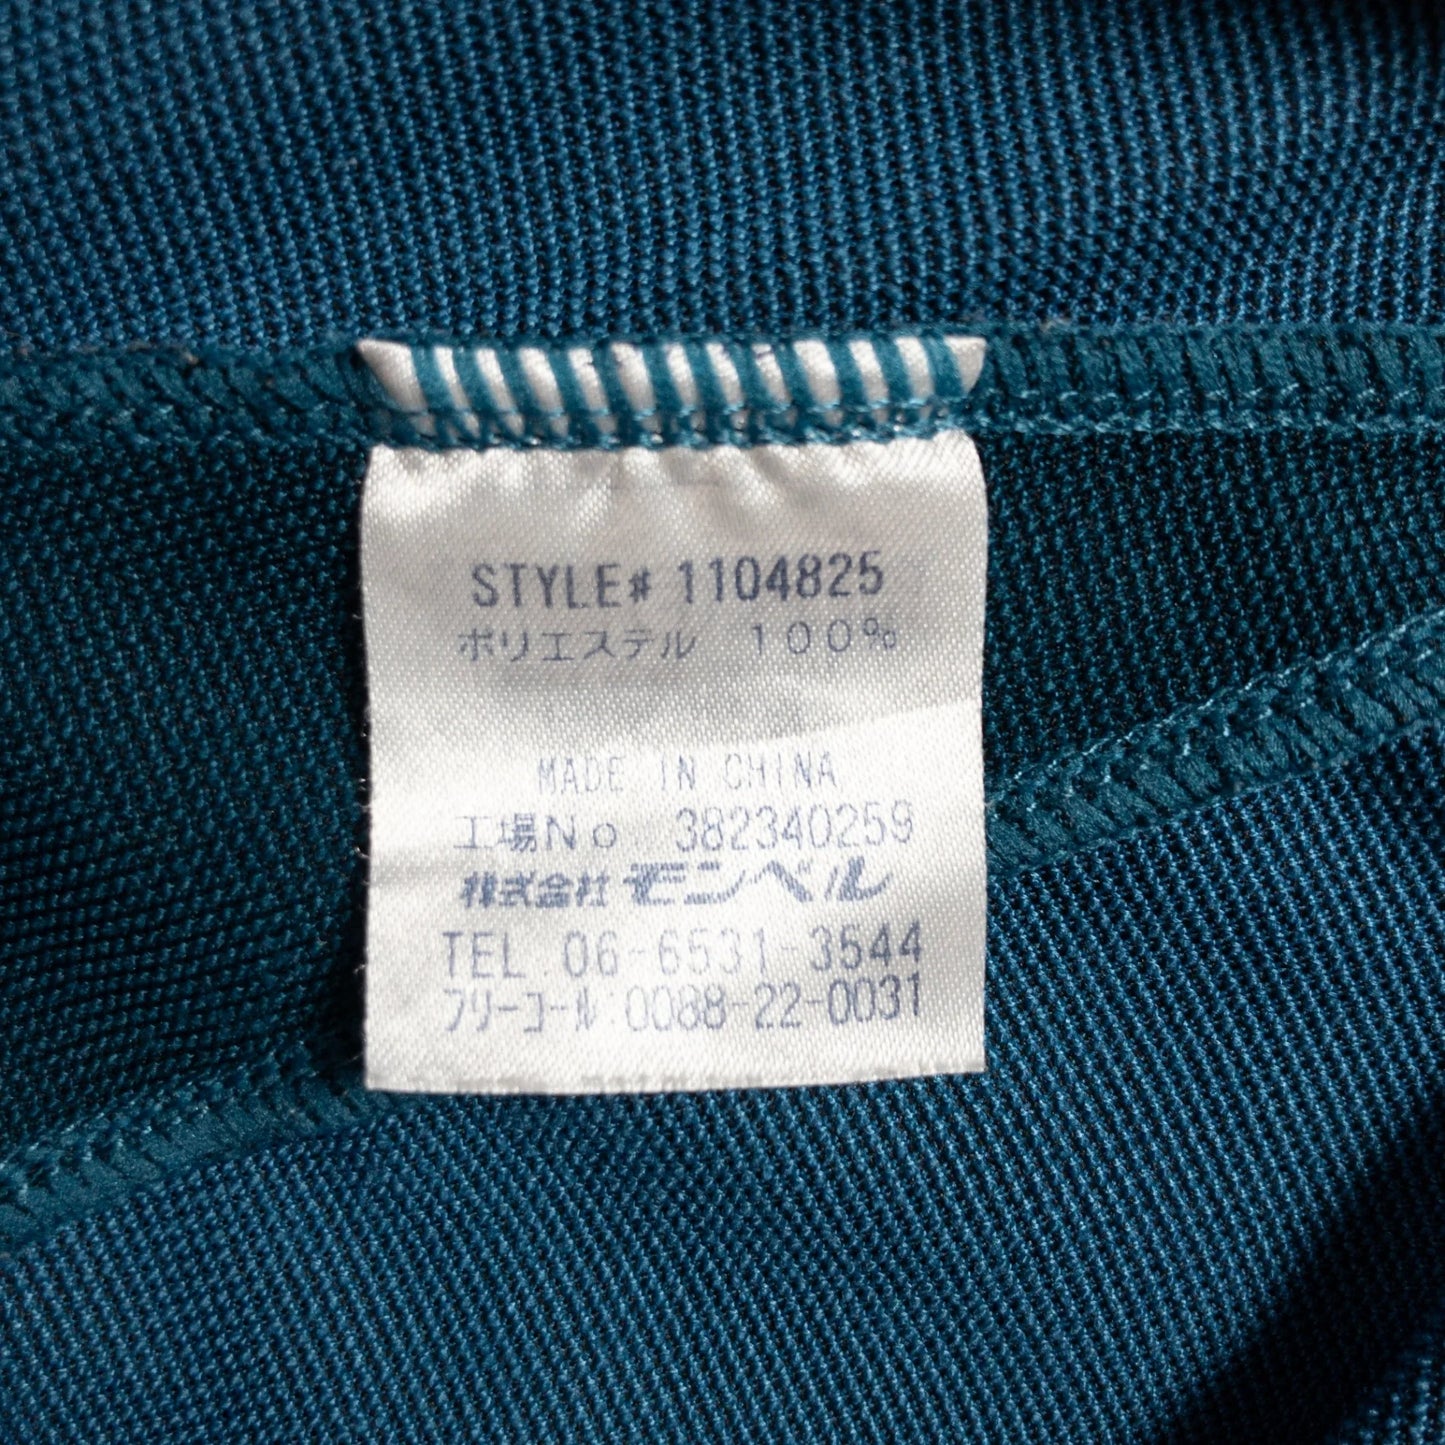 STYLE# 1104825
ポリエステル 100%
MADE IN CHINA
工場No 382340259
株式会社 モンベル
TEL.06-6531-3544
フリーコール:0088-22-0031